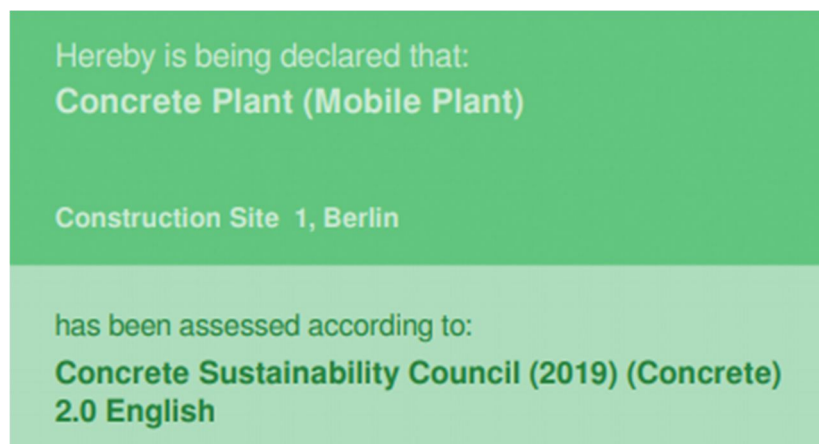 Hereby is being declared that:
Concrete Plant (Mobile Plant)
Construction Site 1, Berlin
has been assessed according to:
Concrete Sustainability Council (2019) (Concrete)
2.0 English